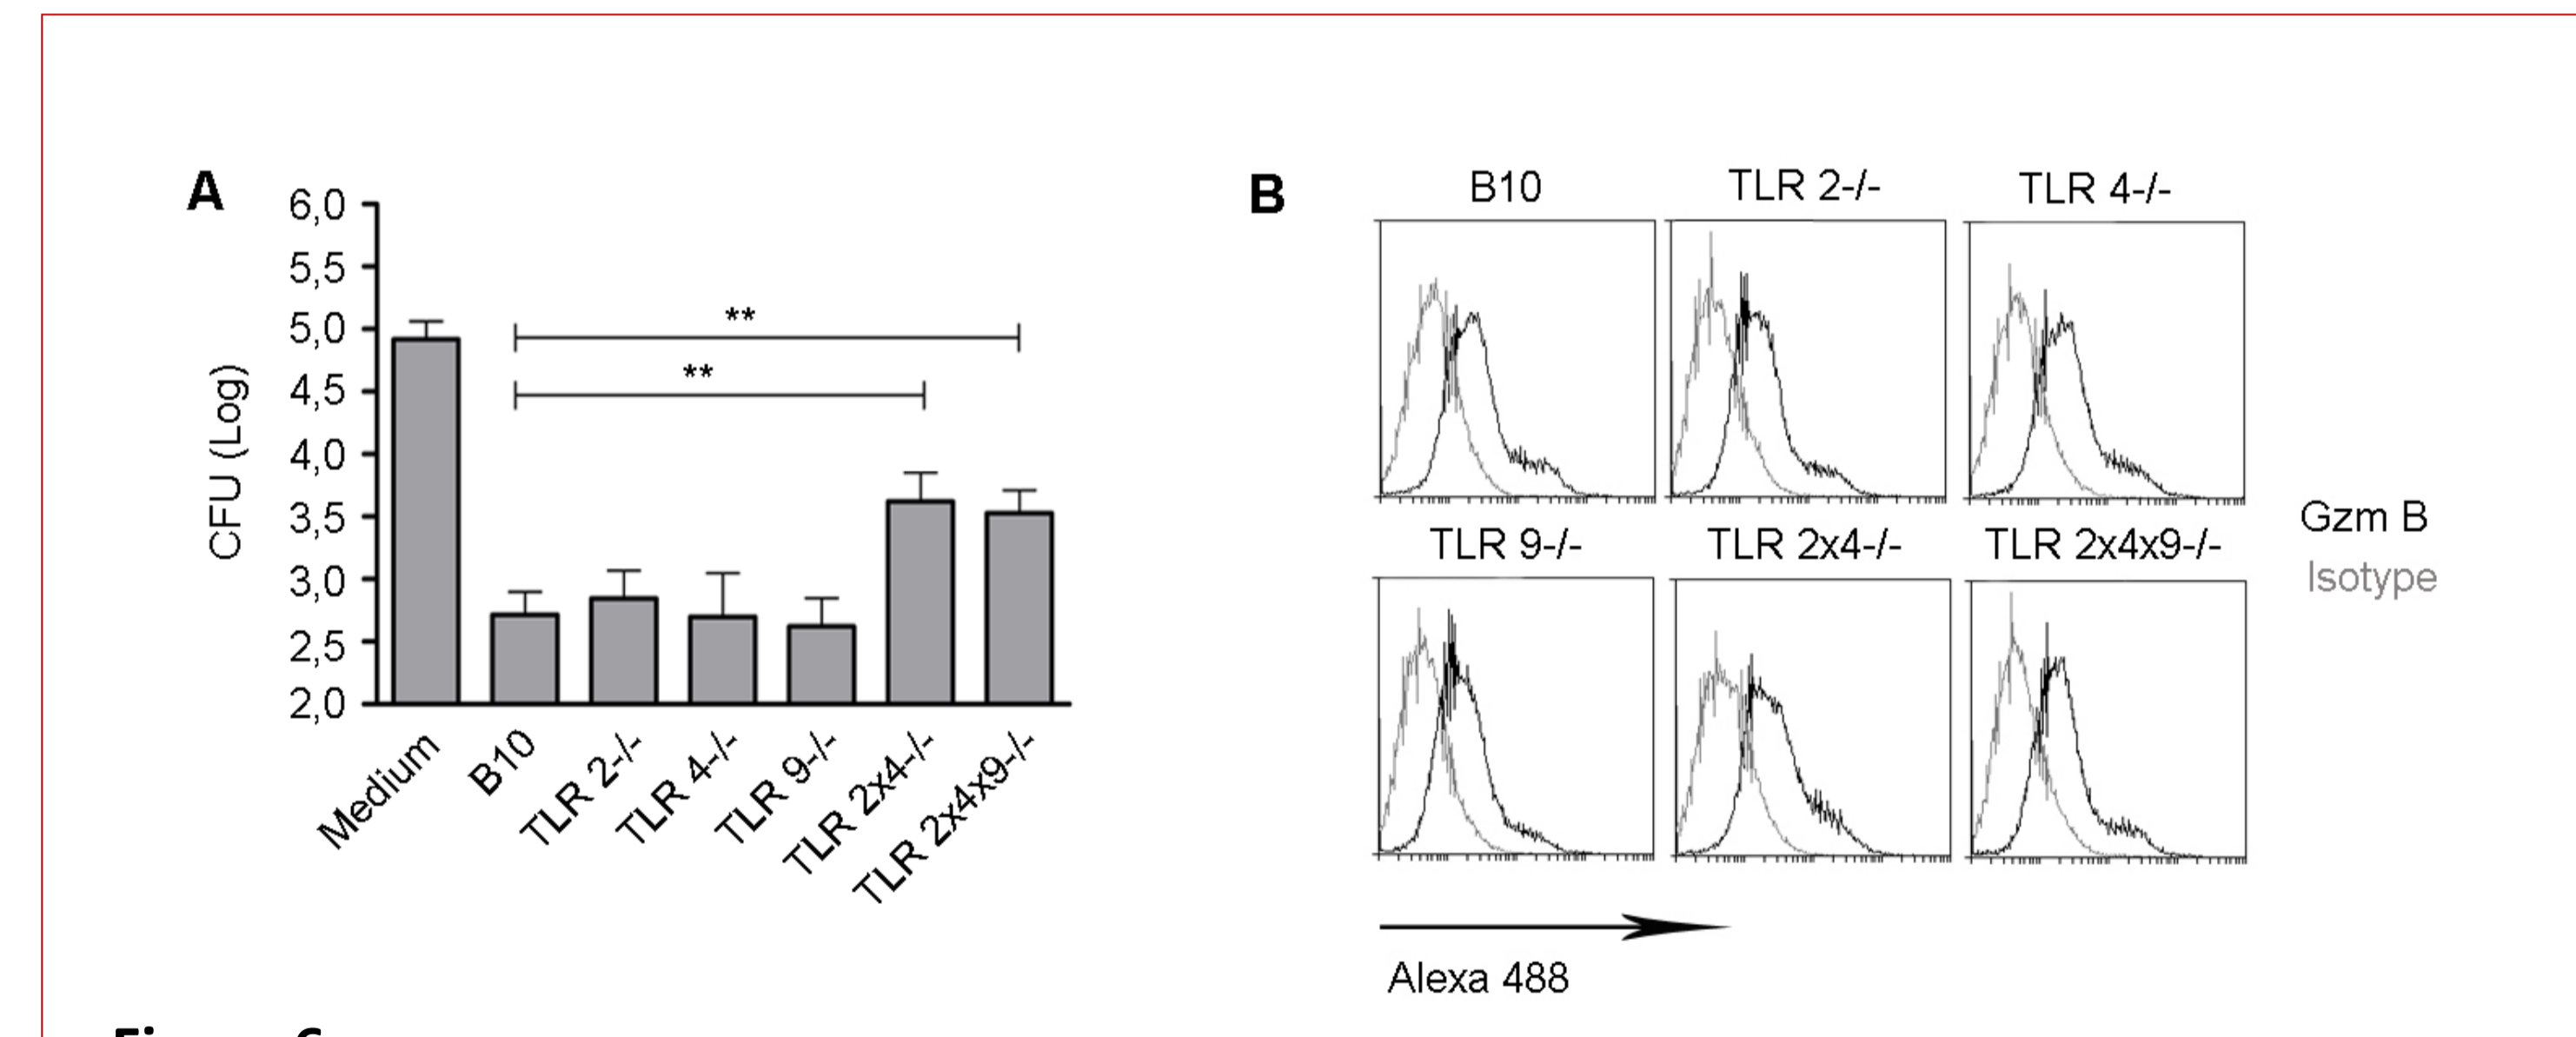 A
6,0
5,5
5,0
4,5
4,0
3,5
3,0
2,5
2,0
CFU (Log)
**
**
Medium
B10
TLR 2-/-
TLR 4-/-
TLR 9-/-
TLR 2x4-/-
TLR 2x4x9-/-
B
B10
TLR 2-/-
TLR 4-/-
TLR 9-/-
TLR 2x4-/-
TLR 2x4x9-/-
Gzm B
Isotype
Alexa 488